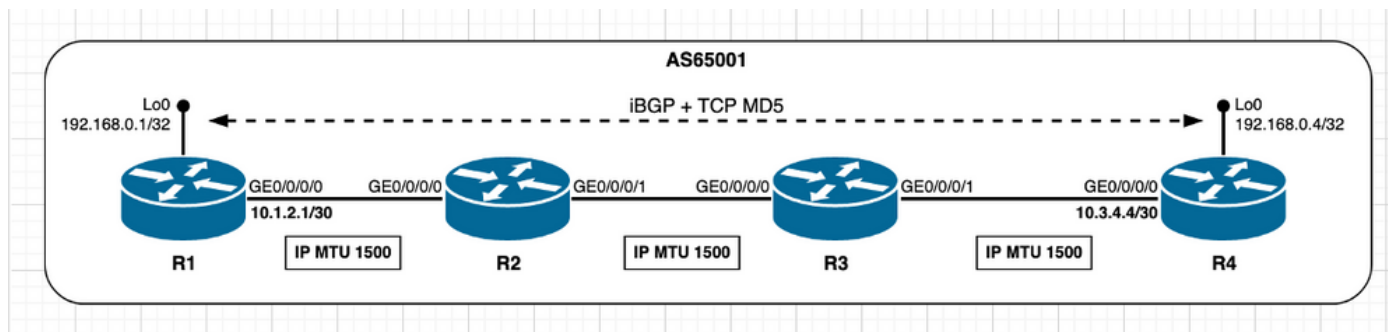 AS65001
Lo0
192.168.0.1/32
iBGP + TCP MD5
Lo0
192.168.0.4/32
GE0/0/0/0
GE0/0/0/0
GE0/0/0/1
GE0/0/0/0
GE0/0/0/1
GE0/0/0/0
10.1.2.1/30
10.3.4.4/30
IP MTU 1500
IP MTU 1500
IP MTU 1500
R1
R2
R3
R4